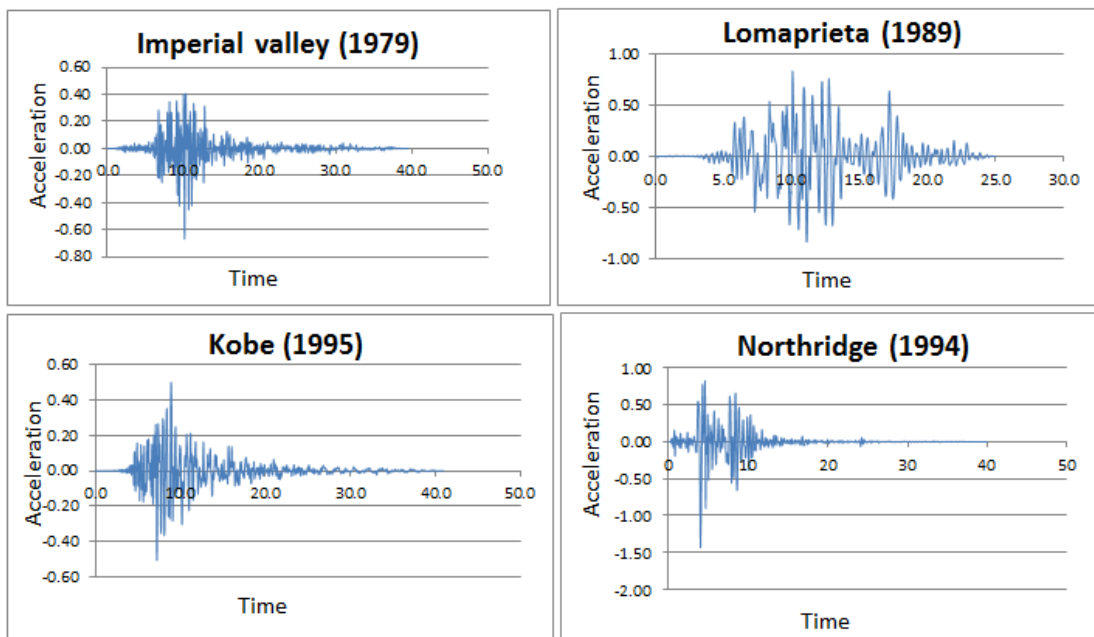 Imperial valley (1979)
0.60
0.40
0.20
0.00
-0.20
-0.40
-0.60
-0.80
0.0 10.0 20.0 30.0 40.0 50.0
Acceleration
Time
Lomaprieta (1989)
1.00
0.50
0.00
-0.50
-1.00
0.0 5.0 10.0 15.0 20.0 25.0 30.0
Acceleration
Time
Kobe (1995)
0.60
0.40
0.20
0.00
-0.20
-0.40
-0.60
0.0 10.0 20.0 30.0 40.0 50.0
Acceleration
Time
Northridge (1994)
1.00
0.50
0.00
-0.50
-1.00
-1.50
-2.00
0 10 20 30 40 50
Acceleration
Time